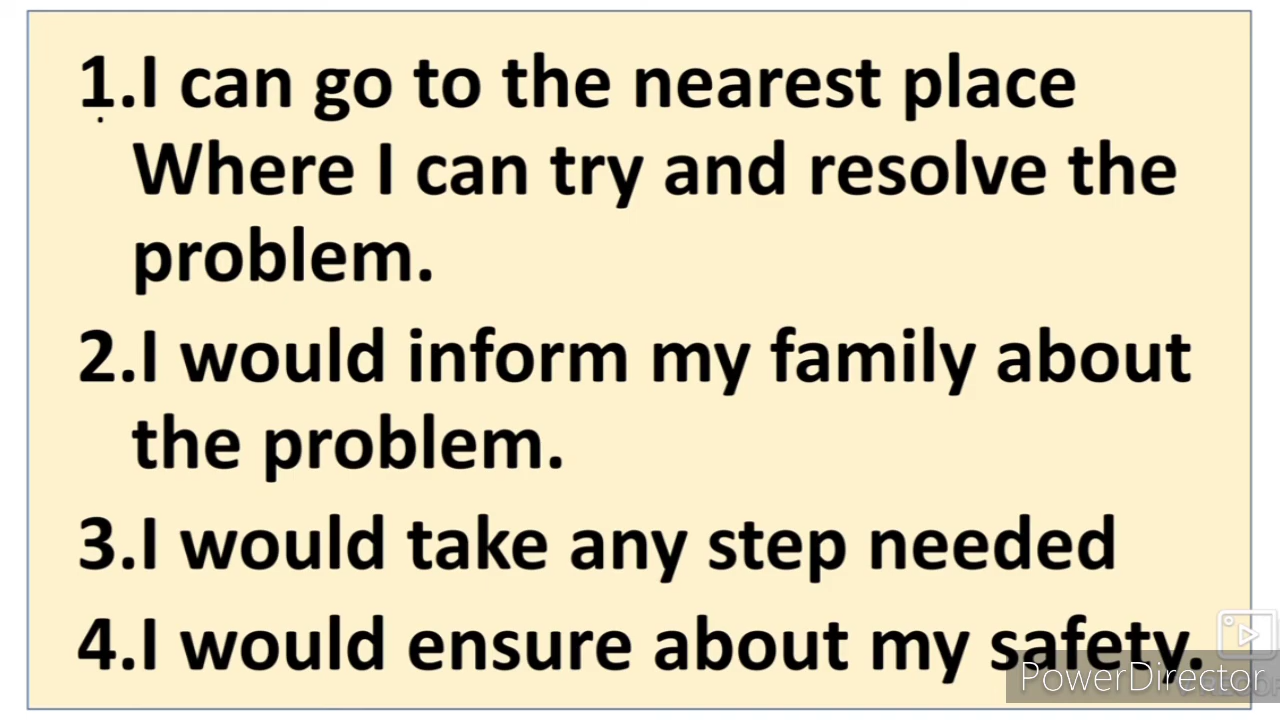 1.I can go to the nearest place
Where I can try and resolve the
problem.
2.I would inform my family about
the problem.
3.I would take any step needed
4.I would ensure about my safety.
PowerDirector